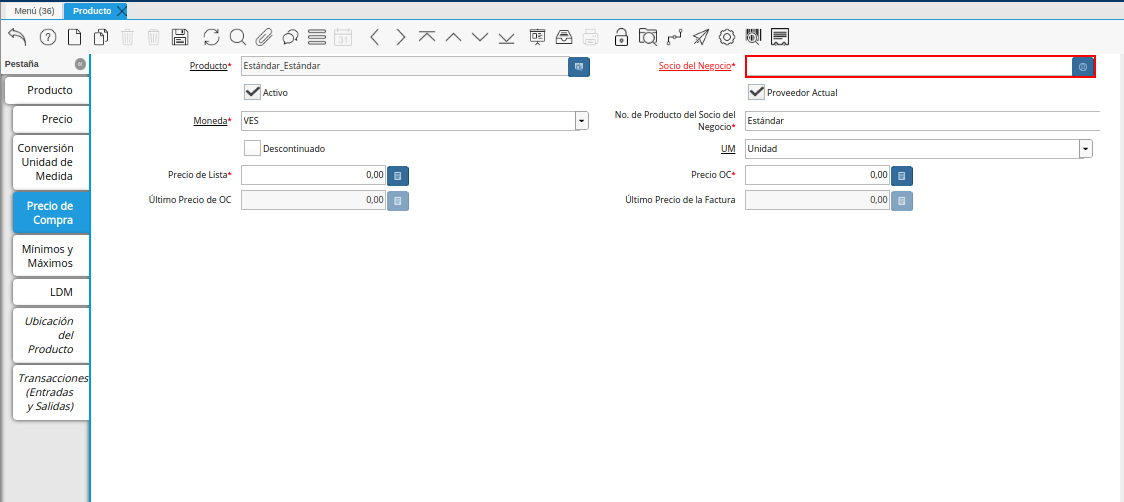 Menú (36)
Producto
31
Pestaña
Producto
Precio
Conversión
Unidad de
Medida
Precio de
Compra
Mínimos y
Máximos
LDM
Ubicación
del
Producto
Transacciones
(Entradas
y Salidas)
Producto* Estándar_Estándar
Socio del Negocio*
Activo
Proveedor Actual
Moneda* VES
No. de Producto del Socio del
Negocio* Estándar
Descontinuado
UM Unidad
Precio de Lista* 0,00
Precio OC* 0,00
Último Precio de OC 0,00
Último Precio de la Factura 0,00